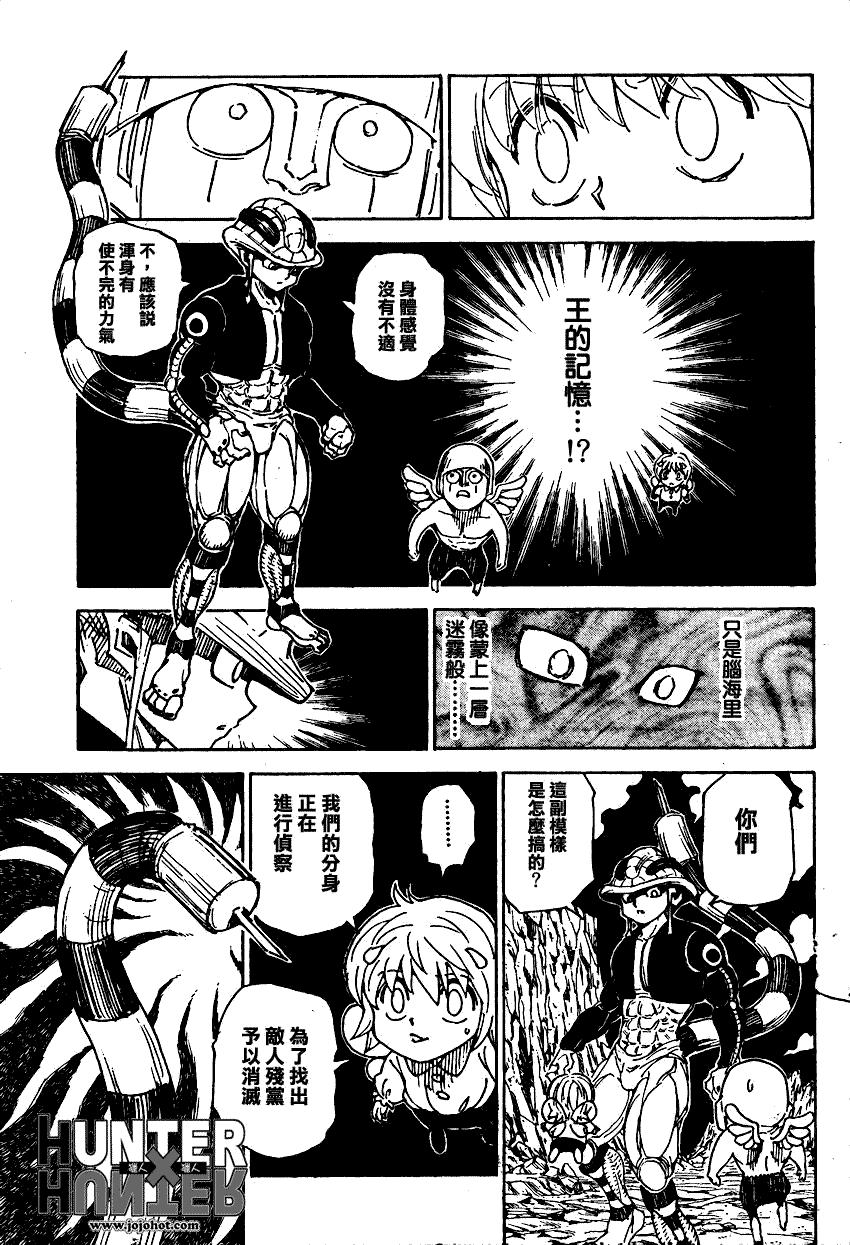 王的記憶…!?
身體感覺
沒有不適
不，應該說
渾身有
使不完的力氣
只是腦海里
像蒙上一層
迷霧般………
你們
這副模樣
是怎麼搞的？
………
我們的分身
正在
進行偵察
為了找出
敵人殘黨
予以消滅
HUNTER
獵人×獵人
HUNTER
www.jojohot.com